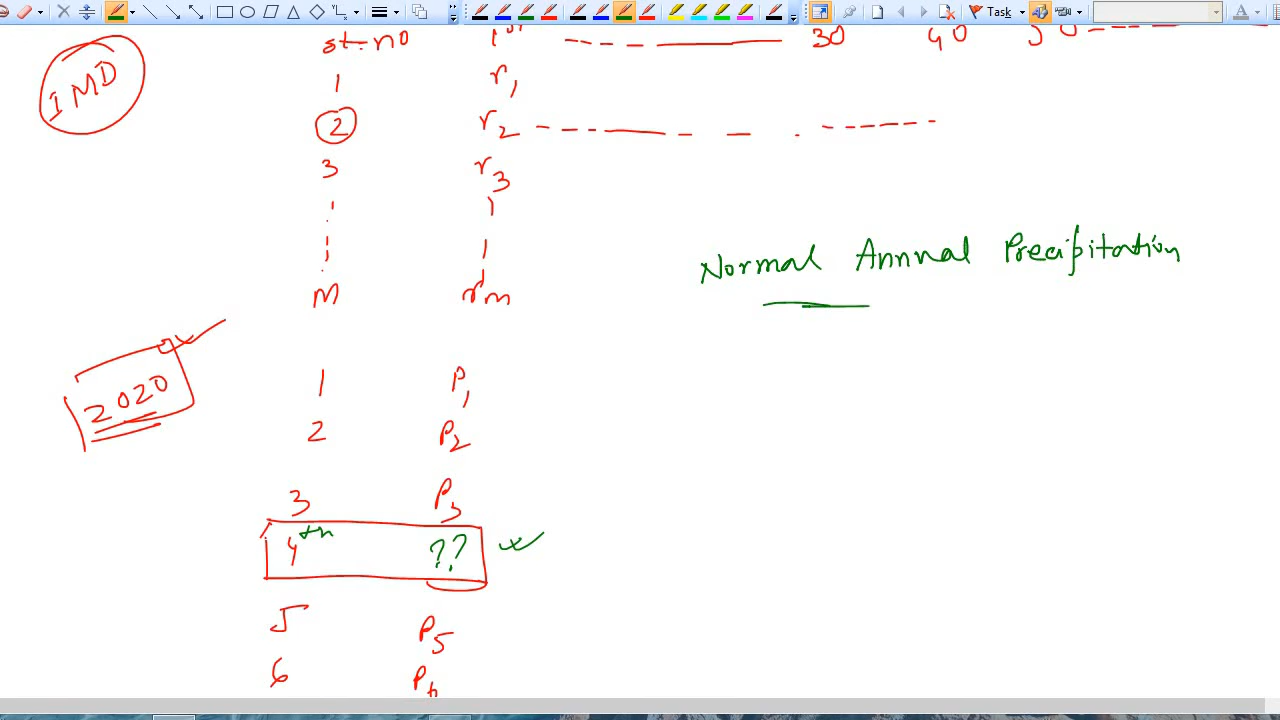 Task
A
st. no 30 40
IMD
1 r1
2 r2
3 r3
M rm
Normal Annual Precipitation
2020
1 P1
2 P2
3 P3
4th ??
5 P5
6 P6